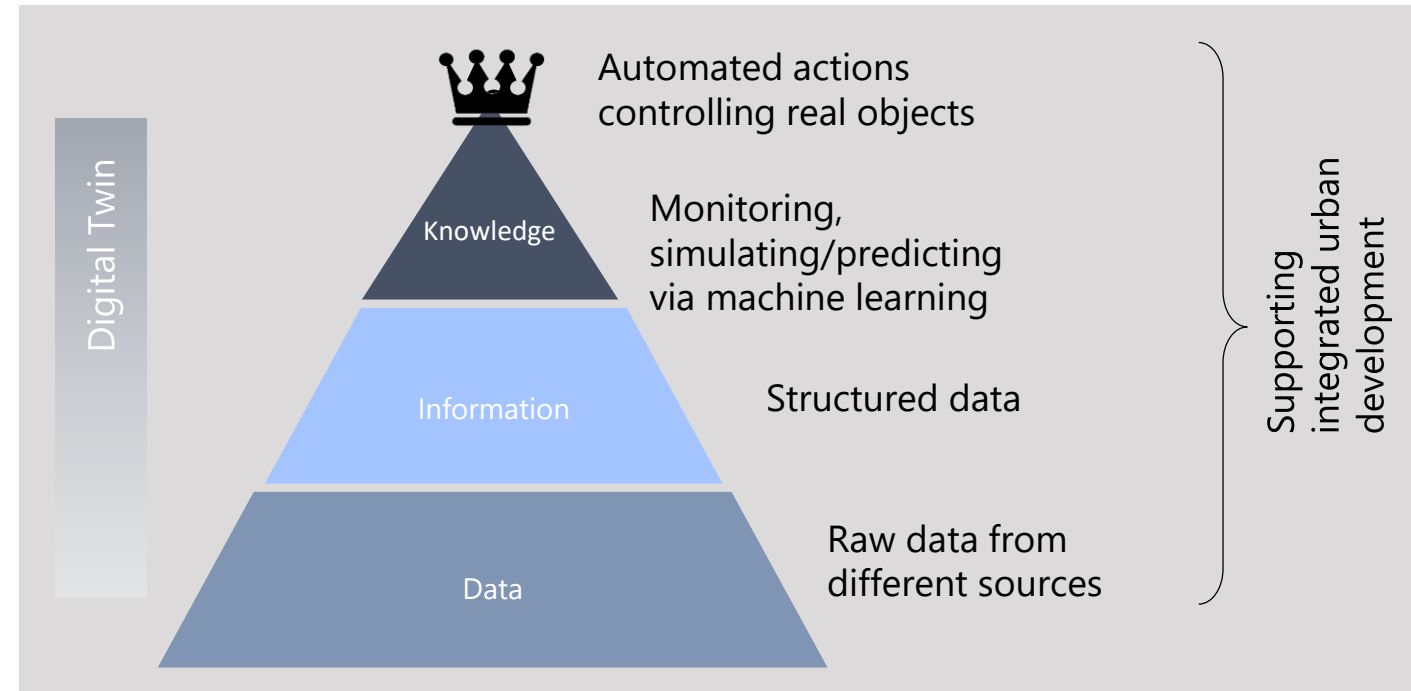 Automated actions
controlling real objects
Digital Twin
Knowledge
Monitoring,
simulating/predicting
via machine learning
Information
Structured data
Data
Raw data from
different sources
Supporting
integrated urban
development